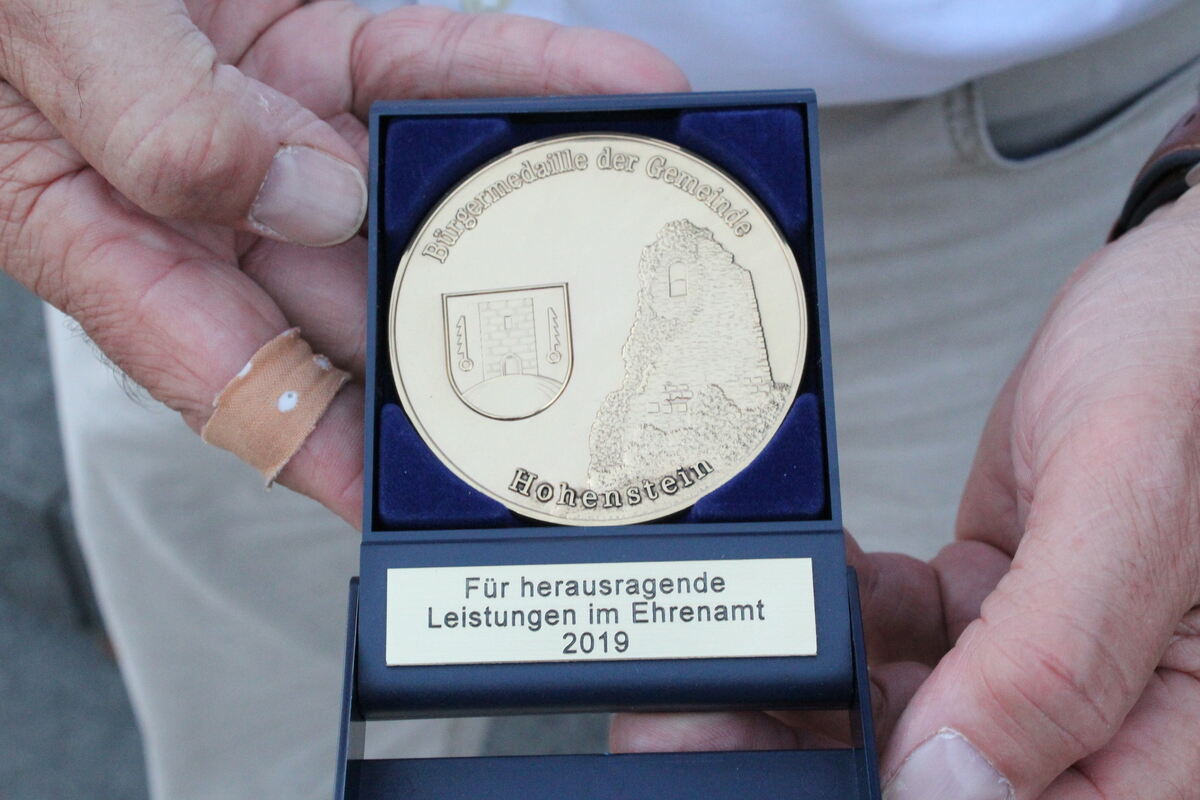 Bürgermedaille der Gemeinde
Hohenstein
Für herausragende
Leistungen im Ehrenamt
2019